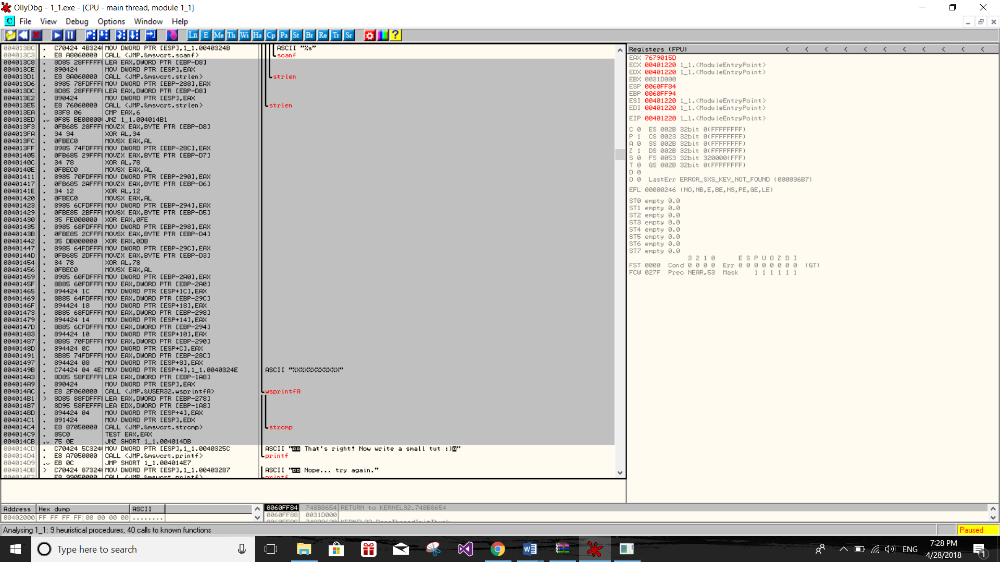 OllyDbg - 1_1.exe - [CPU - main thread, module 1_1]
C File View Debug Options Window Help
Ln E Me Th Wi Ha Cp Pa St Br Re Tr Sr ?
004013BC . C70424 4B324 MOV DWORD PTR [ESP],1_1.0040324B ASCII "%s"
004013C3 . E8 A8060000 CALL <JMP.&msvcrt.scanf> scanf
004013C8 . 8D85 28FFFFF LEA EAX,DWORD PTR [EBP-D8]
004013CE . 890424 MOV DWORD PTR [ESP],EAX
004013D1 . E8 8A060000 CALL <JMP.&msvcrt.strlen> strlen
004013D6 . 8985 78FDFFF MOV DWORD PTR [EBP-288],EAX
004013DC . 8D85 28FFFFF LEA EAX,DWORD PTR [EBP-D8]
004013E2 . 890424 MOV DWORD PTR [ESP],EAX
004013E5 . E8 76060000 CALL <JMP.&msvcrt.strlen> strlen
004013EA . 83F8 06 CMP EAX,6
004013ED . 0F85 BE00000 JNZ 1_1.004014B1
004013F3 . 0FB685 28FFF MOVZX EAX,BYTE PTR [EBP-D8]
004013FA . 34 34 XOR AL,34
004013FC . 0FBEC0 MOVSX EAX,AL
004013FF . 8985 74FDFFF MOV DWORD PTR [EBP-28C],EAX
00401405 . 0FB685 29FFF MOVZX EAX,BYTE PTR [EBP-D7]
0040140C . 34 78 XOR AL,78
0040140E . 0FBEC0 MOVSX EAX,AL
00401411 . 8985 70FDFFF MOV DWORD PTR [EBP-290],EAX
00401417 . 0FB685 2AFFF MOVZX EAX,BYTE PTR [EBP-D6]
0040141E . 34 12 XOR AL,12
00401420 . 0FBEC0 MOVSX EAX,AL
00401423 . 8985 6CFDFFF MOV DWORD PTR [EBP-294],EAX
00401429 . 0FBE85 2BFFF MOVSX EAX,BYTE PTR [EBP-D5]
00401430 . 35 FE000000 XOR EAX,0FE
00401435 . 8985 68FDFFF MOV DWORD PTR [EBP-298],EAX
0040143B . 0FBE85 2CFFF MOVSX EAX,BYTE PTR [EBP-D4]
00401442 . 35 DB000000 XOR EAX,0DB
00401447 . 8985 64FDFFF MOV DWORD PTR [EBP-29C],EAX
0040144D . 0FB685 2DFFF MOVZX EAX,BYTE PTR [EBP-D3]
00401454 . 34 78 XOR AL,78
00401456 . 0FBEC0 MOVSX EAX,AL
00401459 . 8985 60FDFFF MOV DWORD PTR [EBP-2A0],EAX
0040145F . 8B85 60FDFFF MOV EAX,DWORD PTR [EBP-2A0]
00401465 . 894424 1C MOV DWORD PTR [ESP+1C],EAX
00401469 . 8B85 64FDFFF MOV EAX,DWORD PTR [EBP-29C]
0040146F . 894424 18 MOV DWORD PTR [ESP+18],EAX
00401473 . 8B85 68FDFFF MOV EAX,DWORD PTR [EBP-298]
00401479 . 894424 14 MOV DWORD PTR [ESP+14],EAX
0040147D . 8B85 6CFDFFF MOV EAX,DWORD PTR [EBP-294]
00401483 . 894424 10 MOV DWORD PTR [ESP+10],EAX
00401487 . 8B85 70FDFFF MOV EAX,DWORD PTR [EBP-290]
0040148D . 894424 0C MOV DWORD PTR [ESP+C],EAX
00401491 . 8B85 74FDFFF MOV EAX,DWORD PTR [EBP-28C]
00401497 . 894424 08 MOV DWORD PTR [ESP+8],EAX
0040149B . C74424 04 4E MOV DWORD PTR [ESP+4],1_1.0040324E ASCII "%X%X%X%X%X%X"
004014A3 . 8D85 58FEFFF LEA EAX,DWORD PTR [EBP-1A8]
004014A9 . 890424 MOV DWORD PTR [ESP],EAX
004014AC . E8 2F060000 CALL <JMP.&USER32.wsprintfA> wsprintfA
004014B1 > 8D85 88FDFFF LEA EAX,DWORD PTR [EBP-278]
004014B7 . 8D95 58FEFFF LEA EDX,DWORD PTR [EBP-1A8]
004014BD . 894424 04 MOV DWORD PTR [ESP+4],EAX
004014C1 . 891424 MOV DWORD PTR [ESP],EDX
004014C4 . E8 87050000 CALL <JMP.&msvcrt.strcmp> strcmp
004014C9 . 85C0 TEST EAX,EAX
004014CB . 75 0E JNZ SHORT 1_1.004014DB
004014CD . C70424 5C324 MOV DWORD PTR [ESP],1_1.0040325C ASCII " That's right! Now write a small tut :)"
004014D4 . E8 A7050000 CALL <JMP.&msvcrt.printf> printf
004014D9 . EB 0C JMP SHORT 1_1.004014E7
004014DB > C70424 87324 MOV DWORD PTR [ESP],1_1.00403287 ASCII " Nope... try again."
004014E2 . E8 99050000 CALL <JMP.&msvcrt.printf> printf
Registers (FPU) < < < < < < < < < < <
EAX 7679015D
ECX 00401220 1_1.<ModuleEntryPoint>
EDX 00401220 1_1.<ModuleEntryPoint>
EBX 0031D000
ESP 0060FF84
EBP 0060FF94
ESI 00401220 1_1.<ModuleEntryPoint>
EDI 00401220 1_1.<ModuleEntryPoint>
EIP 00401220 1_1.<ModuleEntryPoint>
C 0 ES 002B 32bit 0(FFFFFFFF)
P 1 CS 0023 32bit 0(FFFFFFFF)
A 0 SS 002B 32bit 0(FFFFFFFF)
Z 1 DS 002B 32bit 0(FFFFFFFF)
S 0 FS 0053 32bit 320000(FFF)
T 0 GS 002B 32bit 0(FFFFFFFF)
D 0
O 0 LastErr ERROR_SXS_KEY_NOT_FOUND (000036B7)
EFL 00000246 (NO,NB,E,BE,NS,PE,GE,LE)
ST0 empty 0.0
ST1 empty 0.0
ST2 empty 0.0
ST3 empty 0.0
ST4 empty 0.0
ST5 empty 0.0
ST6 empty 0.0
ST7 empty 0.0
3 2 1 0 E S P U O Z D I
FST 0000 Cond 0 0 0 0 Err 0 0 0 0 0 0 0 0 (GT)
FCW 027F Prec NEAR,53 Mask 1 1 1 1 1 1
Address Hex dump ASCII
00402000 FF FF FF FF 00 00 00 00 ........
0060FF84 748B8654 RETURN to KERNEL32.748B8654
0060FF88 0031D000
Analysing 1_1: 9 heuristical procedures, 40 calls to known functions
Paused
Type here to search
ENG
7:28 PM
4/28/2018
1